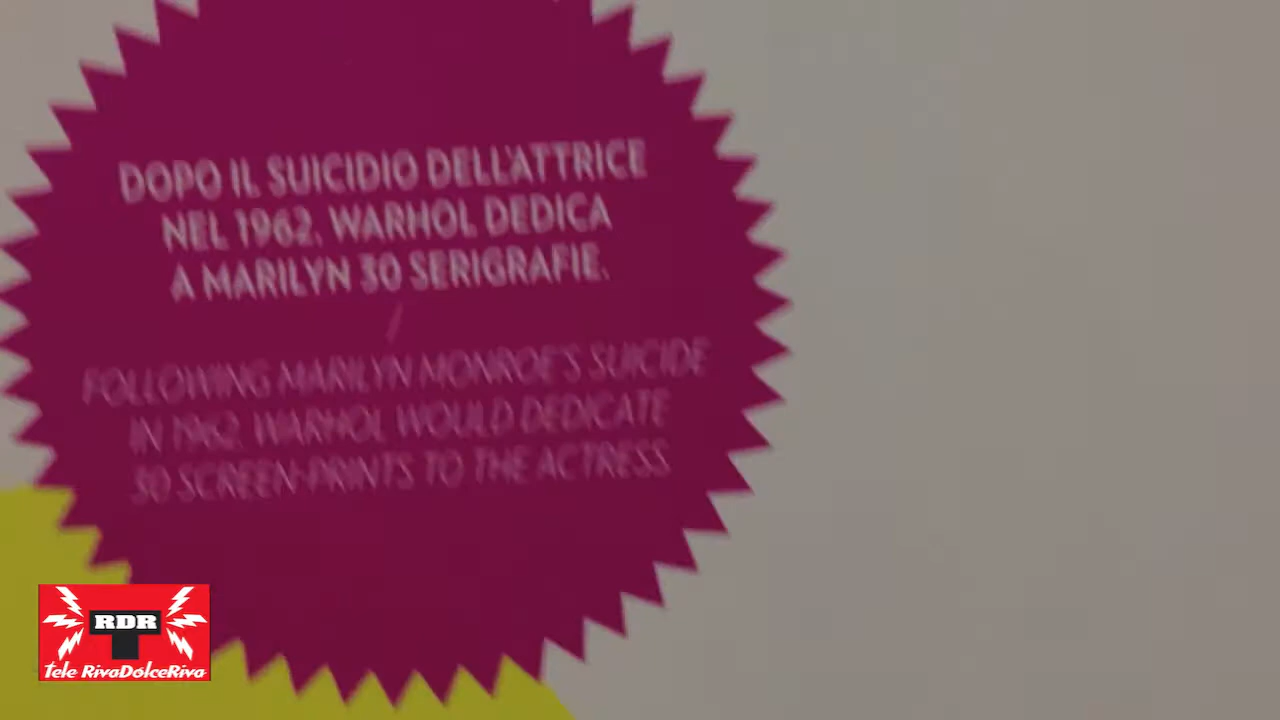 DOPO IL SUICIDIO DELL'ATTRICE
NEL 1962, WARHOL DEDICA
A MARILYN 30 SERIGRAFIE.
/
FOLLOWING MARILYN MONROE'S SUICIDE
IN 1962, WARHOL WOULD DEDICATE
30 SCREEN-PRINTS TO THE ACTRESS
RDR
Tele RivaDolceRiva